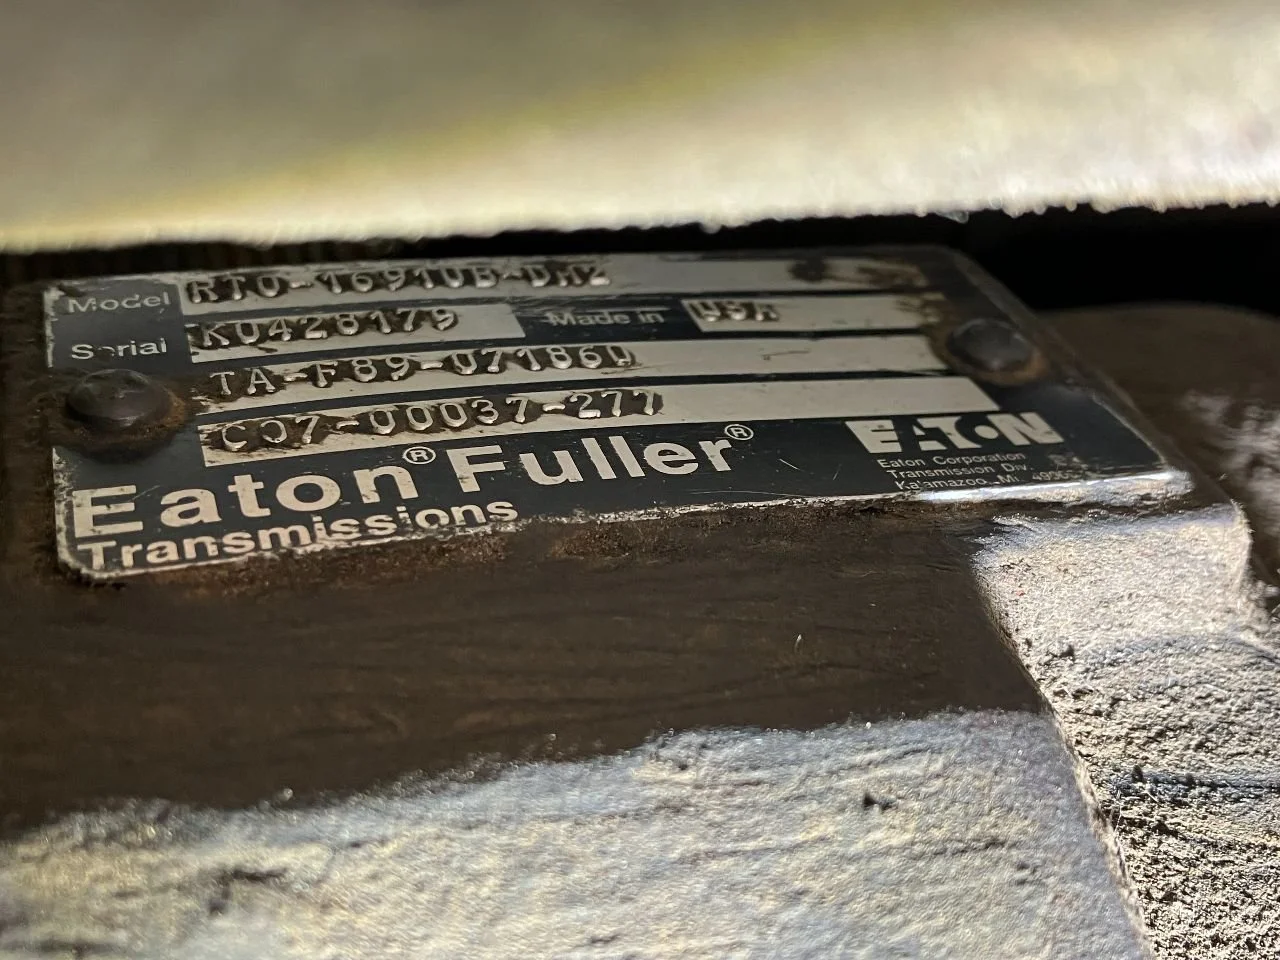 Model RTO-16910B-DM2
Serial K0428179 Made in USA
TA-F89-07186D
C07-00037-277
Eaton® Fuller®
Transmissions
EATON
Eaton Corporation
Transmission Div.
Kalamazoo, MI.